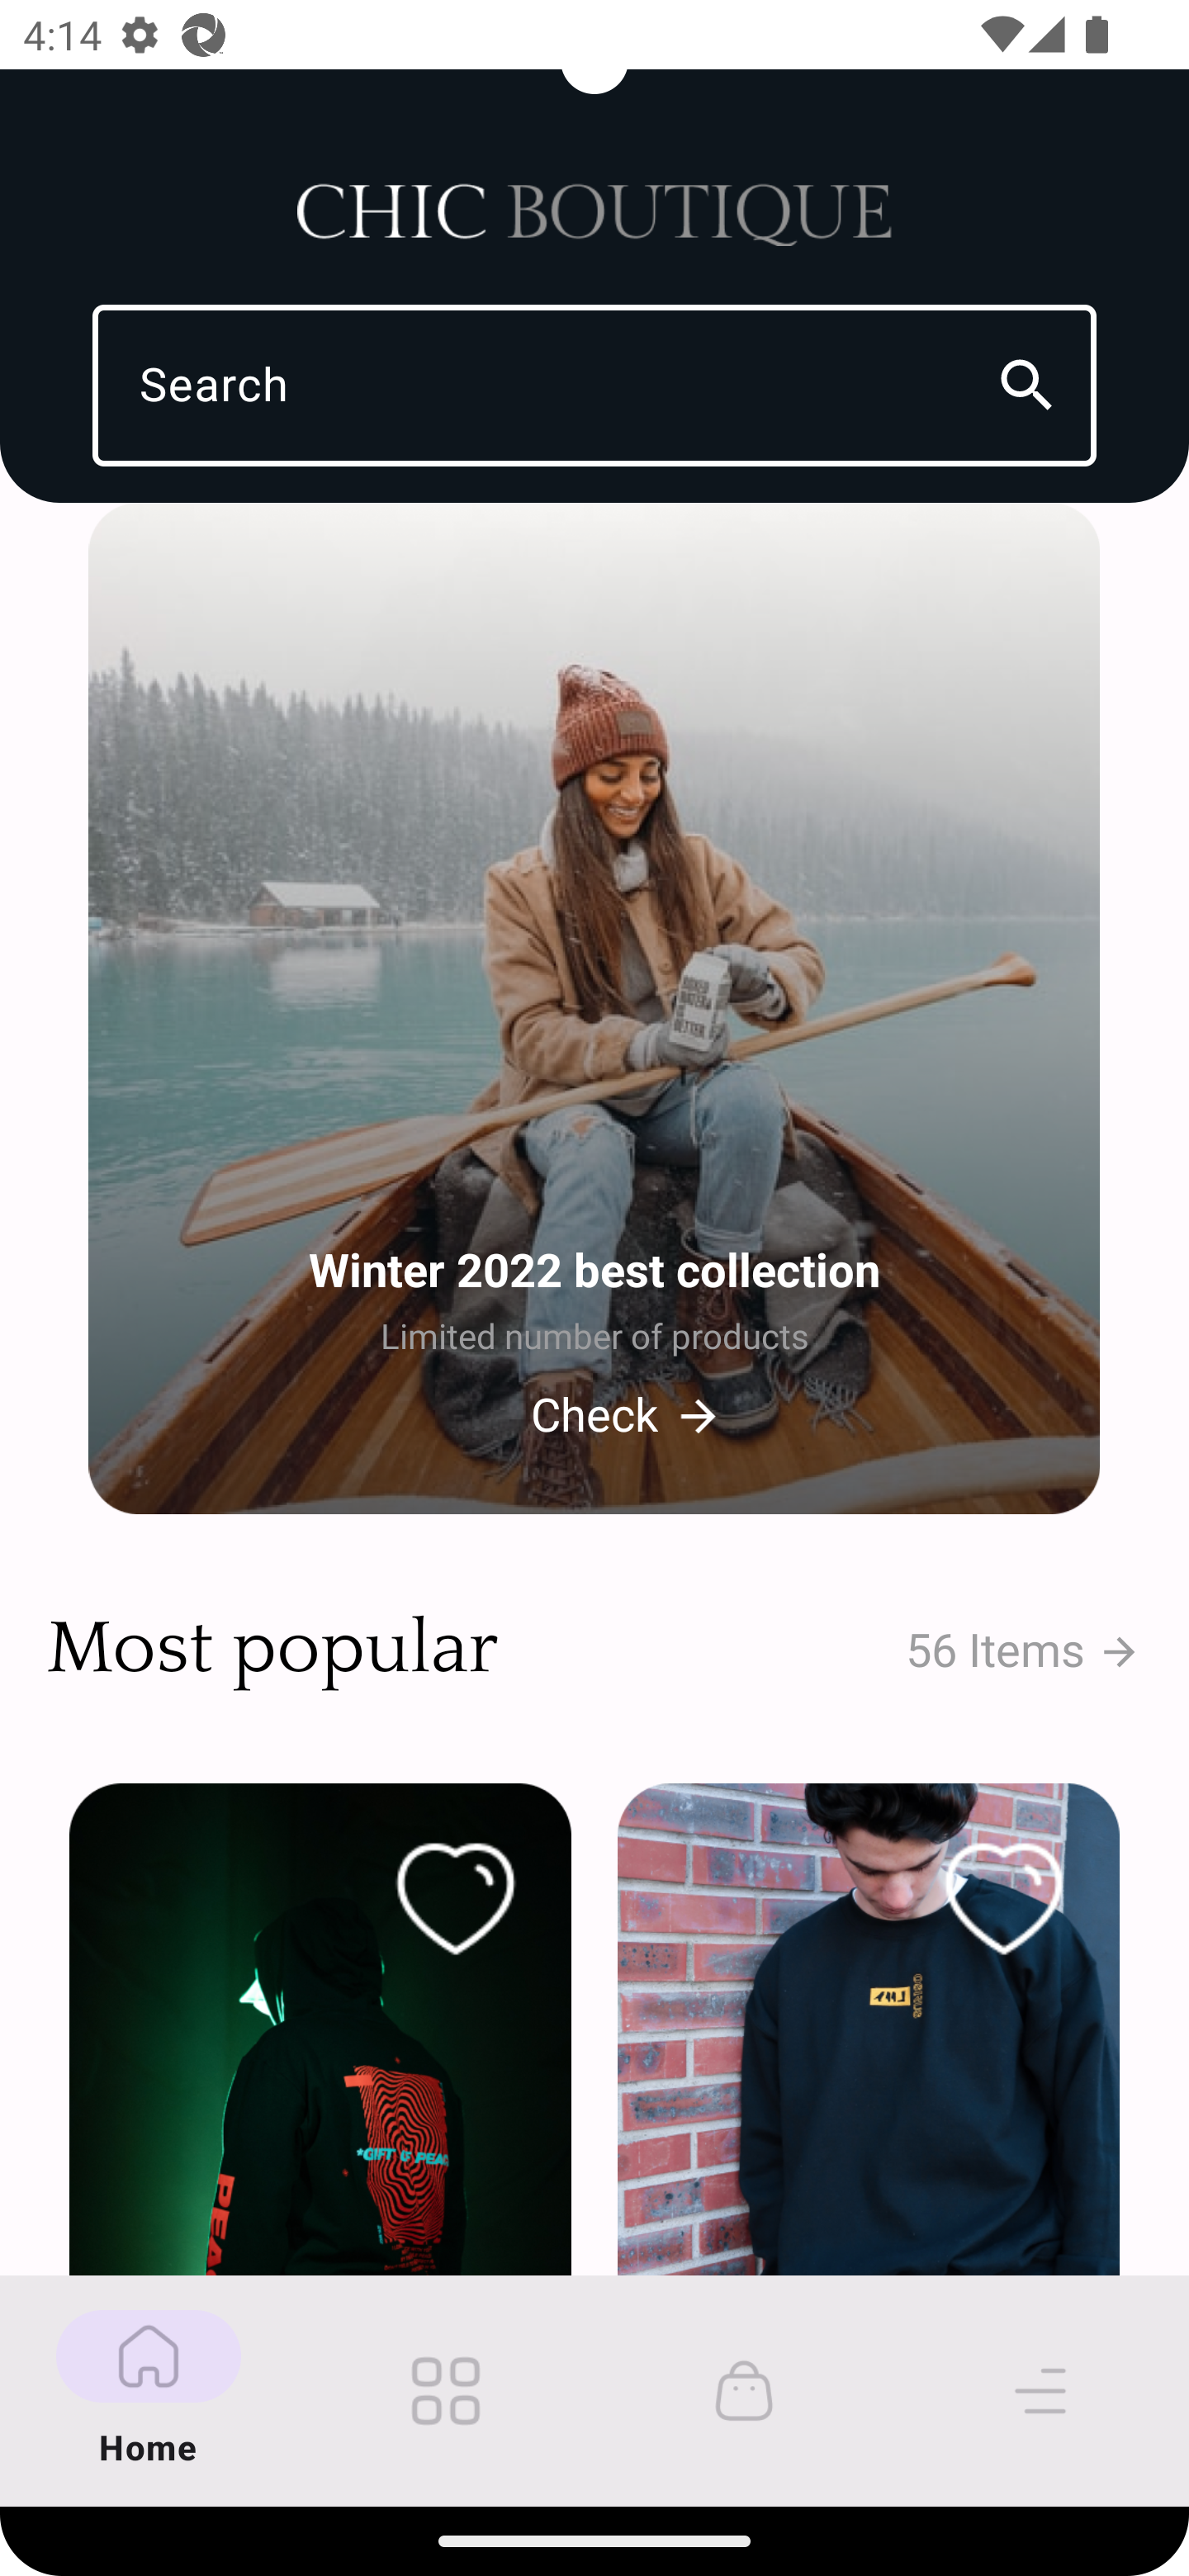 4:14
CHIC BOUTIQUE
Search
Winter 2022 best collection
Limited number of products
Check
Most popular
56 Items
*GIFT
Home